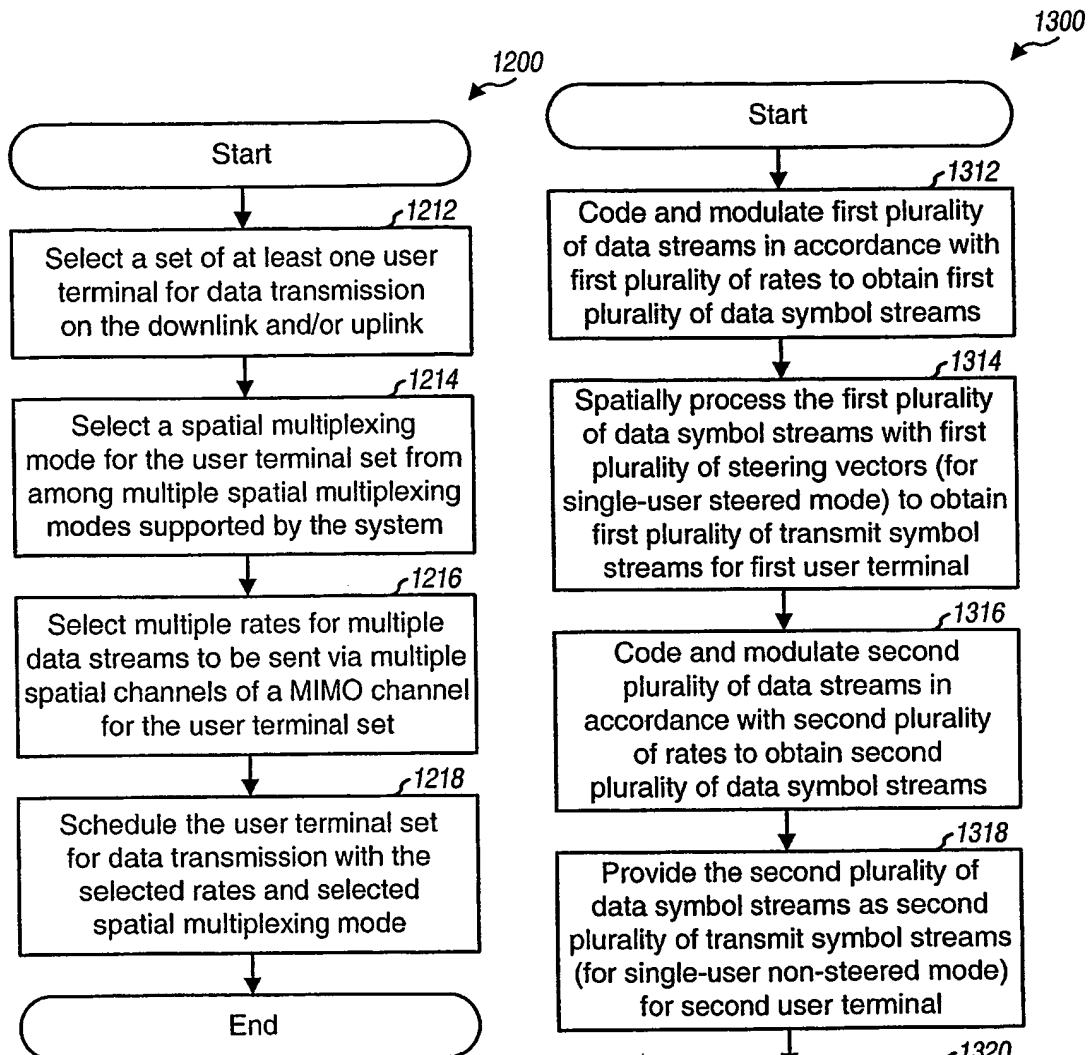 1200
Start
1212
Select a set of at least one user
terminal for data transmission
on the downlink and/or uplink
1214
Select a spatial multiplexing
mode for the user terminal set from
among multiple spatial multiplexing
modes supported by the system
1216
Select multiple rates for multiple
data streams to be sent via multiple
spatial channels of a MIMO channel
for the user terminal set
1218
Schedule the user terminal set
for data transmission with the
selected rates and selected
spatial multiplexing mode
End
1300
Start
1312
Code and modulate first plurality
of data streams in accordance with
first plurality of rates to obtain first
plurality of data symbol streams
1314
Spatially process the first plurality
of data symbol streams with first
plurality of steering vectors (for
single-user steered mode) to obtain
first plurality of transmit symbol
streams for first user terminal
1316
Code and modulate second
plurality of data streams in
accordance with second plurality
of rates to obtain second
plurality of data symbol streams
1318
Provide the second plurality of
data symbol streams as second
plurality of transmit symbol streams
(for single-user non-steered mode)
for second user terminal
1320